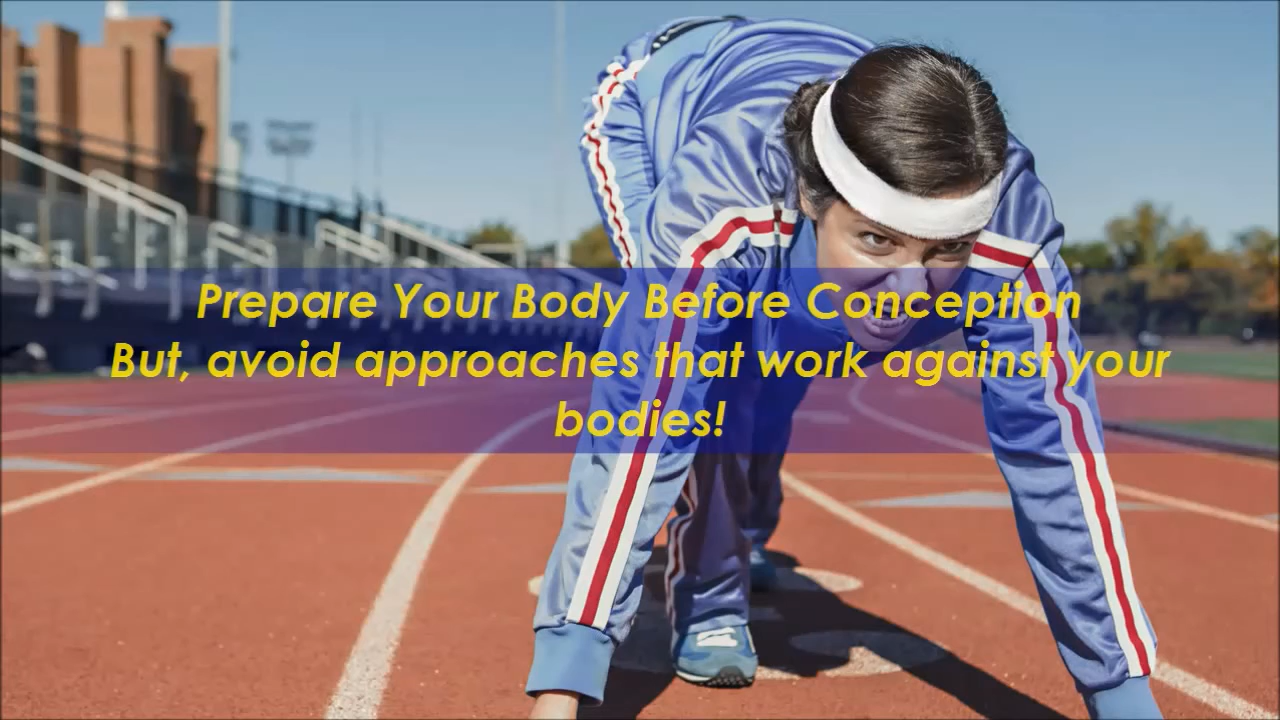 Prepare Your Body Before Conception
But, avoid approaches that work against your
bodies!